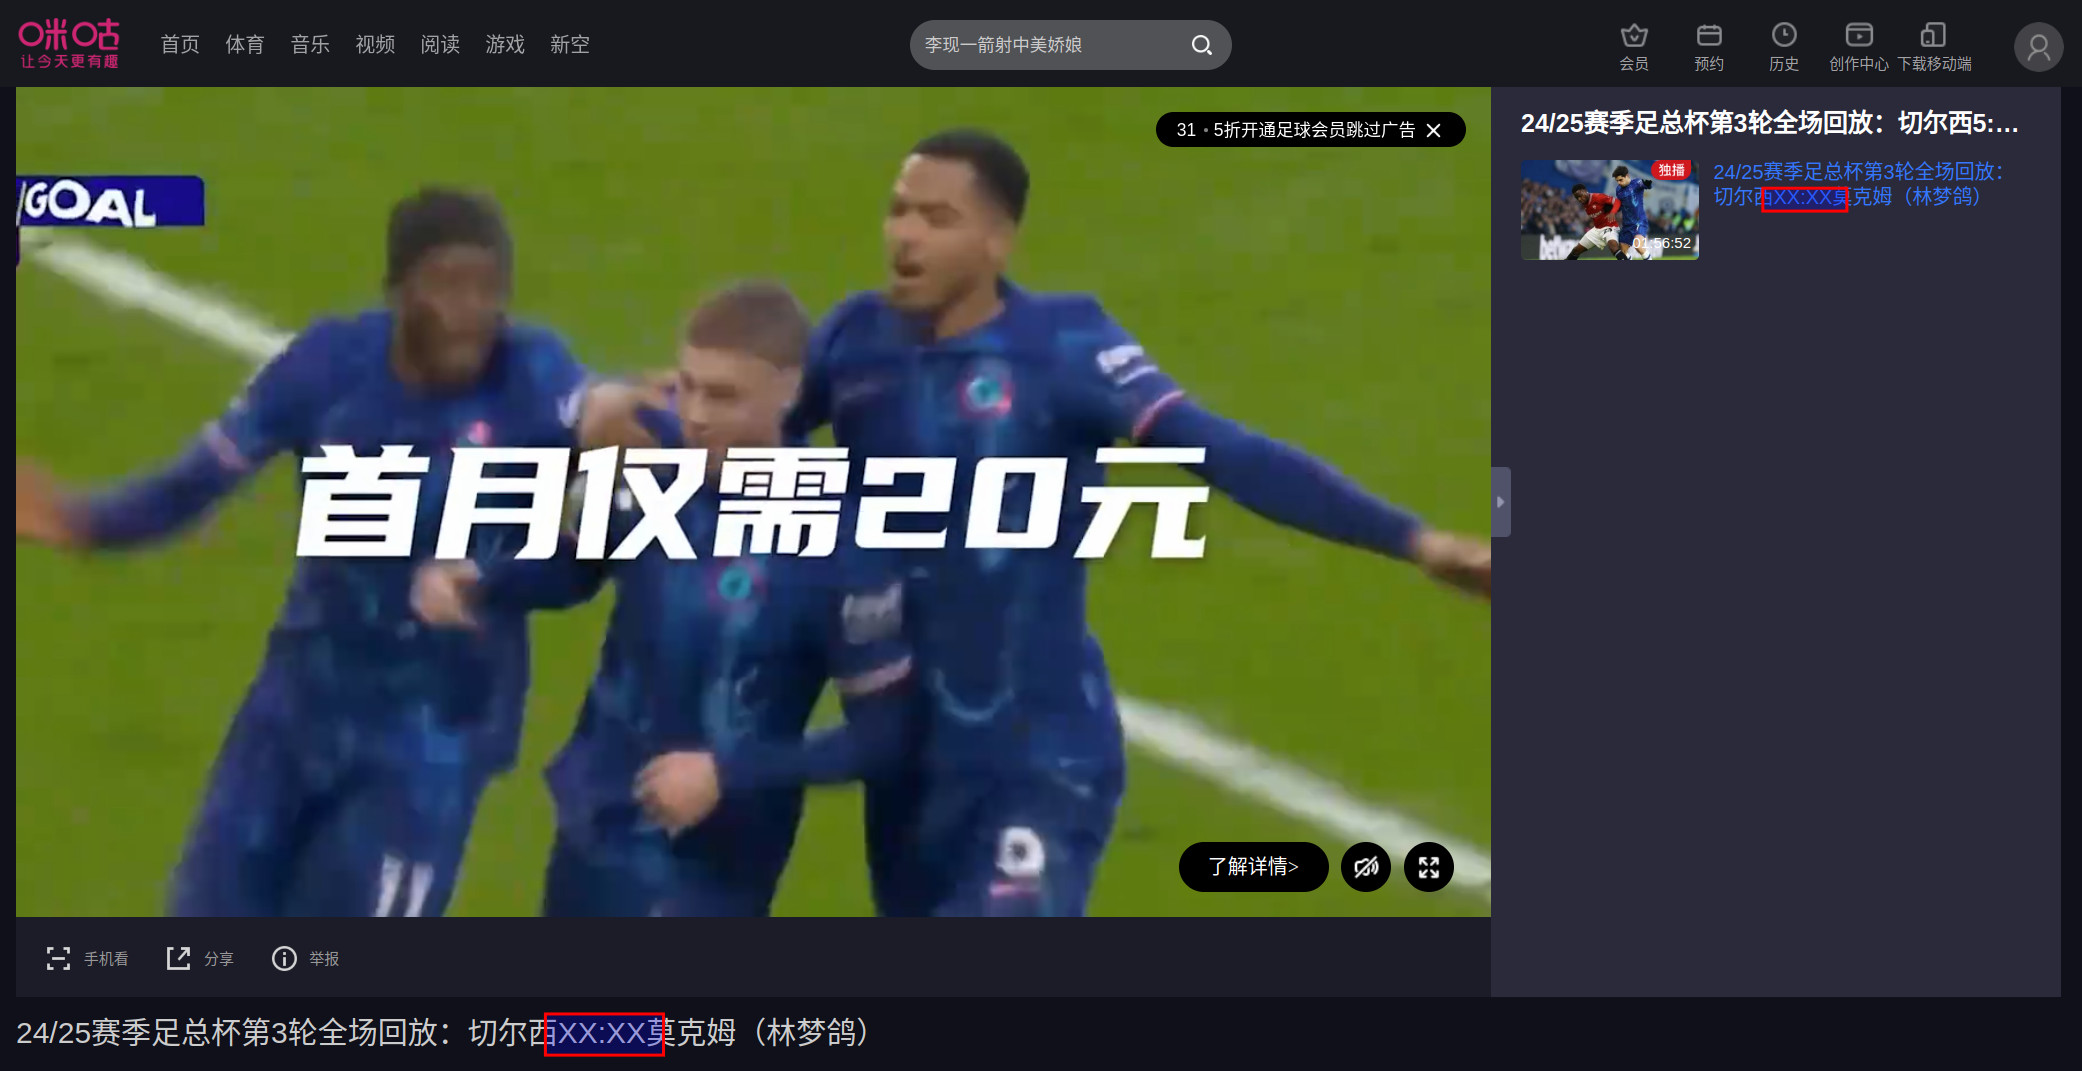 咪咕
让今天更有趣
首页 体育 音乐 视频 阅读 游戏 新空
李现一箭射中美娇娘
会员 预约 历史 创作中心 下载移动端
31 • 5折开通足球会员跳过广告
GOAL
首月仅需20元
11
9
了解详情>
24/25赛季足总杯第3轮全场回放：切尔西5:...
独播
01:56:52
24/25赛季足总杯第3轮全场回放：
切尔西XX:XX莫克姆（林梦鸽）
手机看 分享 举报
24/25赛季足总杯第3轮全场回放：切尔西XX:XX莫克姆（林梦鸽）